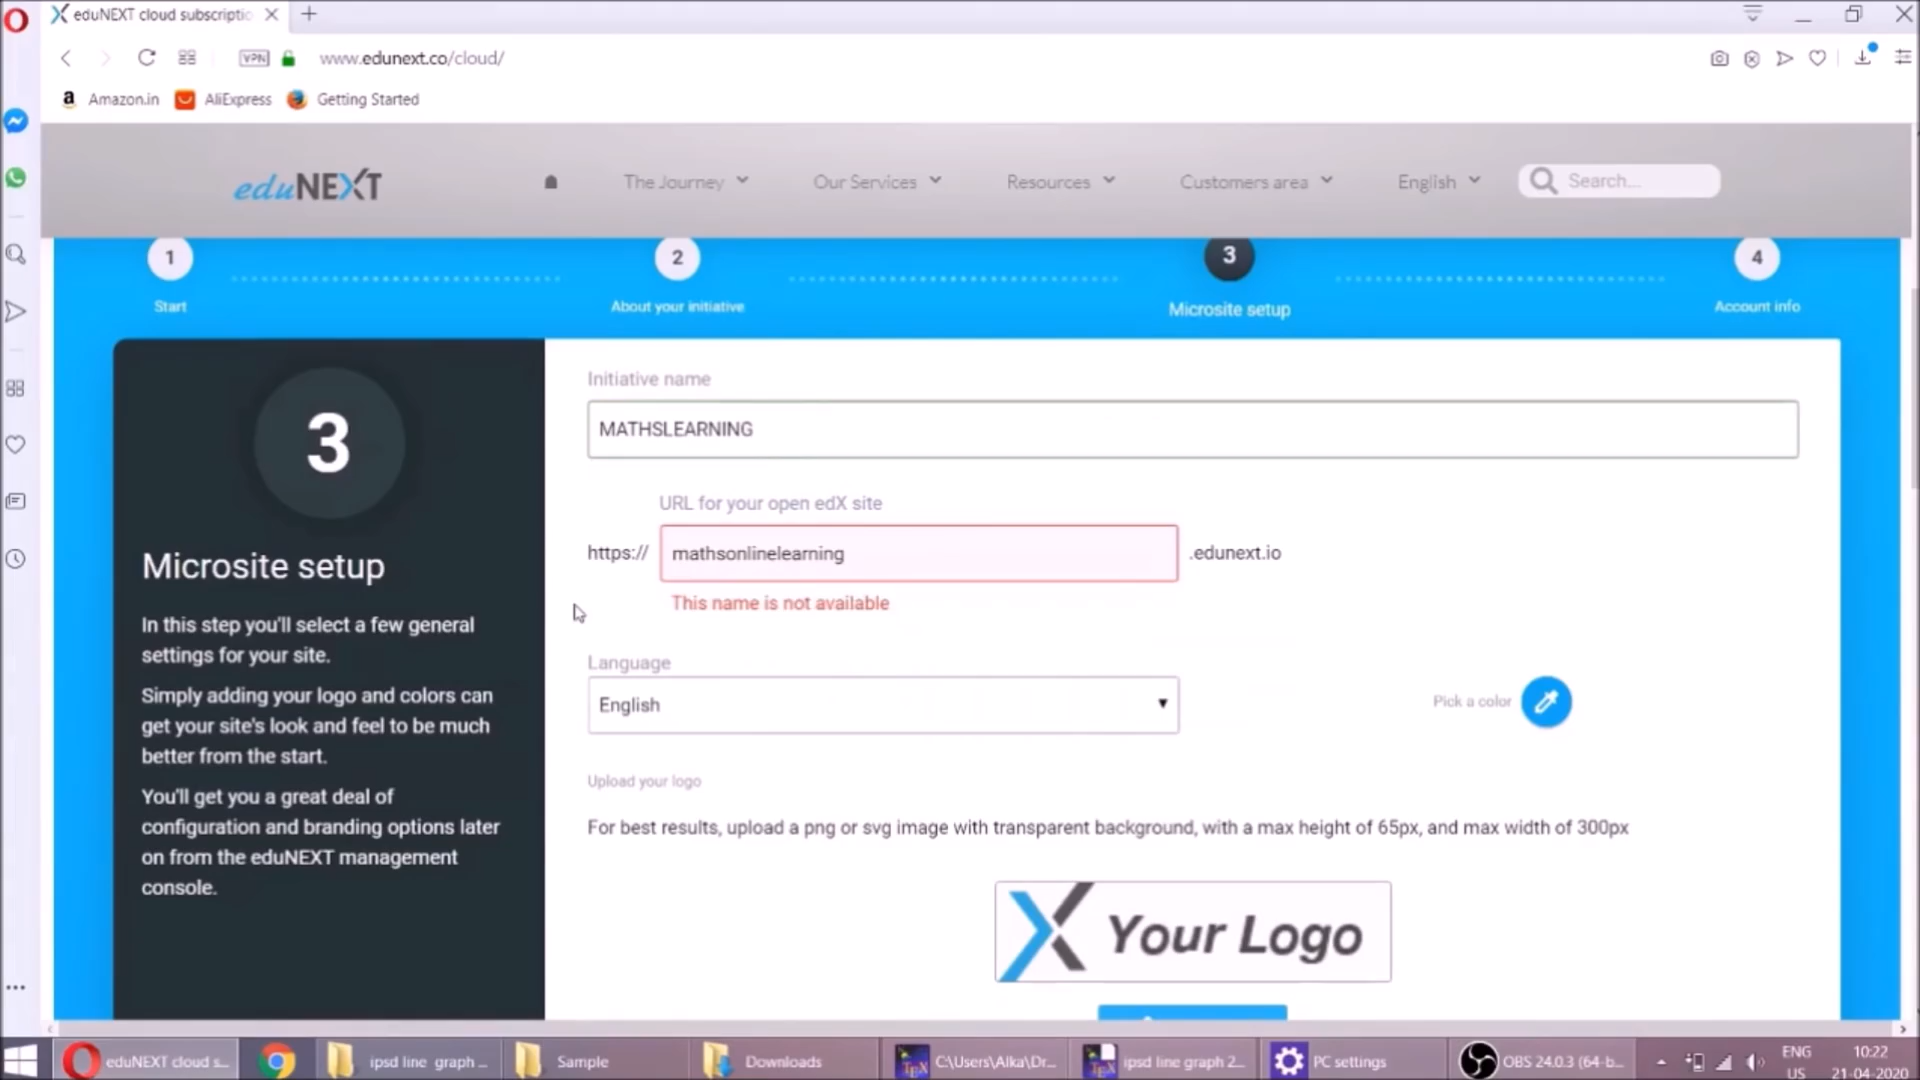 eduNEXT cloud subscriptio
VPN
www.edunext.co/cloud/
Amazon.in
AliExpress
Getting Started
eduNEXT
The Journey
Our Services
Resources
Customers area
English
Search...
1
2
3
4
Start
About your initiative
Microsite setup
Account info
3
Microsite setup
In this step you'll select a few general
settings for your site.
Simply adding your logo and colors can
get your site's look and feel to be much
better from the start.
You'll get you a great deal of
configuration and branding options later
on from the eduNEXT management
console.
Initiative name
MATHSLEARNING
URL for your open edX site
https://
mathsonlinelearning
.edunext.io
This name is not available
Language
English
Pick a color
Upload your logo
For best results, upload a png or svg image with transparent background, with a max height of 65px, and max width of 300px
X Your Logo
eduNEXT cloud s...
ipsd line graph ...
Sample
Downloads
C:\Users\Alka\Dr...
ipsd line graph 2...
PC settings
OBS 24.0.3 (64-b...
ENG
US
10:22
21-04-2020